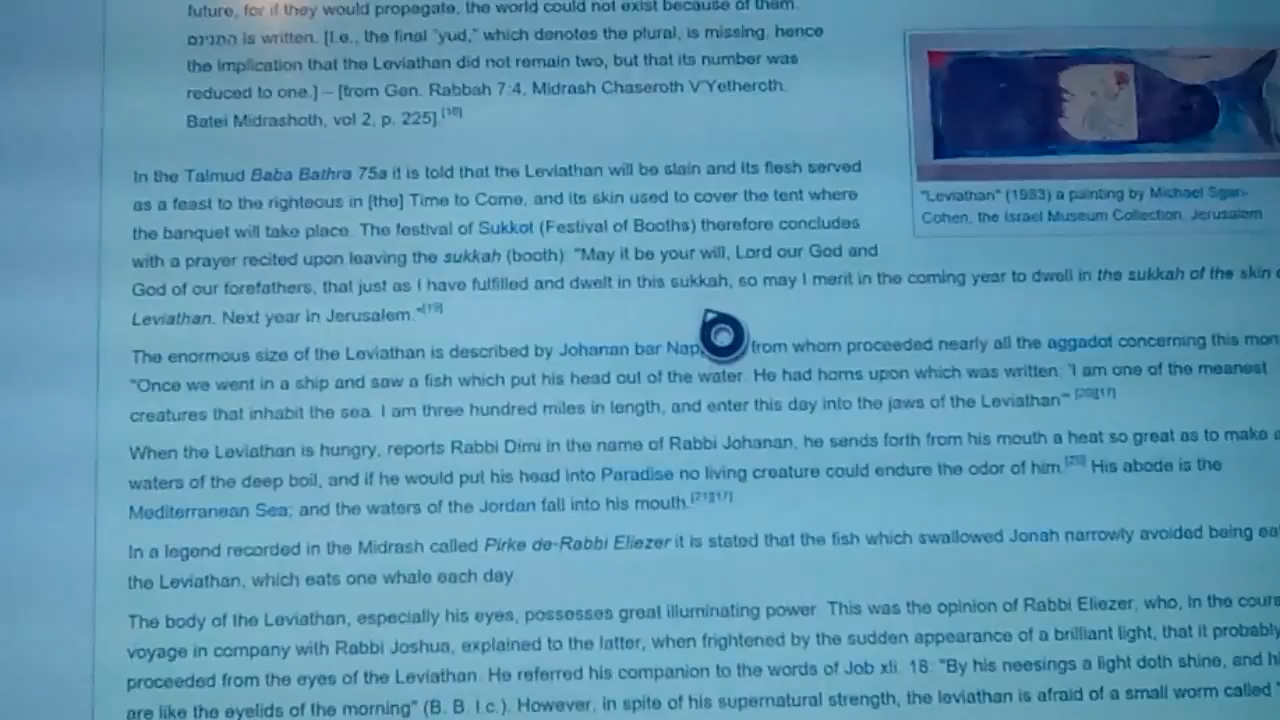 future, for if they would propagate, the world could not exist because of them.
התנינם is written. [I.e., the final "yud," which denotes the plural, is missing, hence
the implication that the Leviathan did not remain two, but that its number was
reduced to one.] – [from Gen. Rabbah 7:4, Midrash Chaseroth V'Yetheroth,
Batei Midrashoth, vol 2, p. 225].
In the Talmud Baba Bathra 75a it is told that the Leviathan will be slain and its flesh served
as a feast to the righteous in [the] Time to Come, and its skin used to cover the tent where
the banquet will take place. The festival of Sukkot (Festival of Booths) therefore concludes
with a prayer recited upon leaving the sukkah (booth): "May it be your will, Lord our God and
God of our forefathers, that just as I have fulfilled and dwelt in this sukkah, so may I merit in the coming year to dwell in the sukkah of the skin
Leviathan. Next year in Jerusalem."
"Leviathan" (1983) a painting by Michael Sgan-
Cohen, the Israel Museum Collection, Jerusalem
The enormous size of the Leviathan is described by Johanan bar Nap from whom proceeded nearly all the aggadot concerning this mon
"Once we went in a ship and saw a fish which put his head out of the water. He had horns upon which was written: 'I am one of the meanest
creatures that inhabit the sea. I am three hundred miles in length, and enter this day into the jaws of the Leviathan'" [20][17]
When the Leviathan is hungry, reports Rabbi Dimi in the name of Rabbi Johanan, he sends forth from his mouth a heat so great as to make
waters of the deep boil, and if he would put his head into Paradise no living creature could endure the odor of him. His abode is the
Mediterranean Sea; and the waters of the Jordan fall into his mouth.[21][17]
In a legend recorded in the Midrash called Pirke de-Rabbi Eliezer it is stated that the fish which swallowed Jonah narrowly avoided being ea
the Leviathan, which eats one whale each day.
The body of the Leviathan, especially his eyes, possesses great illuminating power. This was the opinion of Rabbi Eliezer, who, in the cours
voyage in company with Rabbi Joshua, explained to the latter, when frightened by the sudden appearance of a brilliant light, that it probably
proceeded from the eyes of the Leviathan. He referred his companion to the words of Job xli. 18: "By his neesings a light doth shine, and hi
are like the eyelids of the morning" (B. B. l.c.). However, in spite of his supernatural strength, the leviathan is afraid of a small worm called "